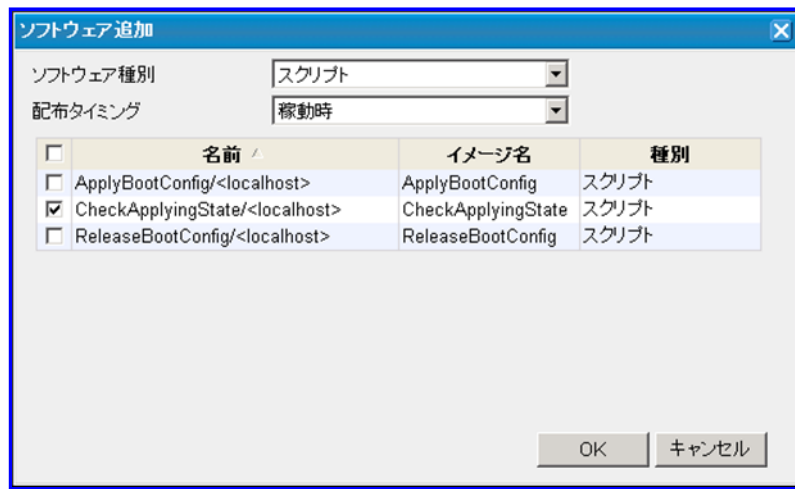 ソフトウェア追加
ソフトウェア種別 スクリプト
配布タイミング 稼動時
名前 イメージ名 種別
ApplyBootConfig/<localhost> ApplyBootConfig スクリプト
CheckApplyingState/<localhost> CheckApplyingState スクリプト
ReleaseBootConfig/<localhost> ReleaseBootConfig スクリプト
OK キャンセル